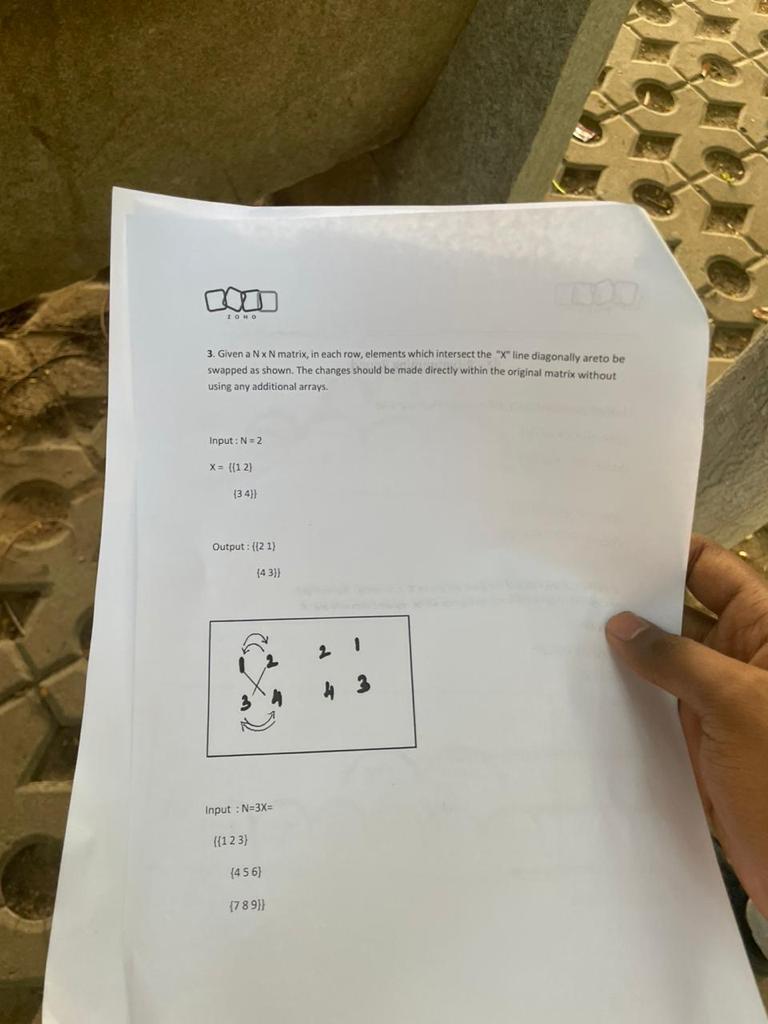 ZOHO
3. Given a N x N matrix, in each row, elements which intersect the "X" line diagonally areto be
swapped as shown. The changes should be made directly within the original matrix without
using any additional arrays.
Input : N = 2
X = {{1 2}
{3 4}}
Output : {{2 1}
{4 3}}
1 2 2 1
3 4 4 3
Input : N=3X=
{{1 2 3}
{4 5 6}
{7 8 9}}